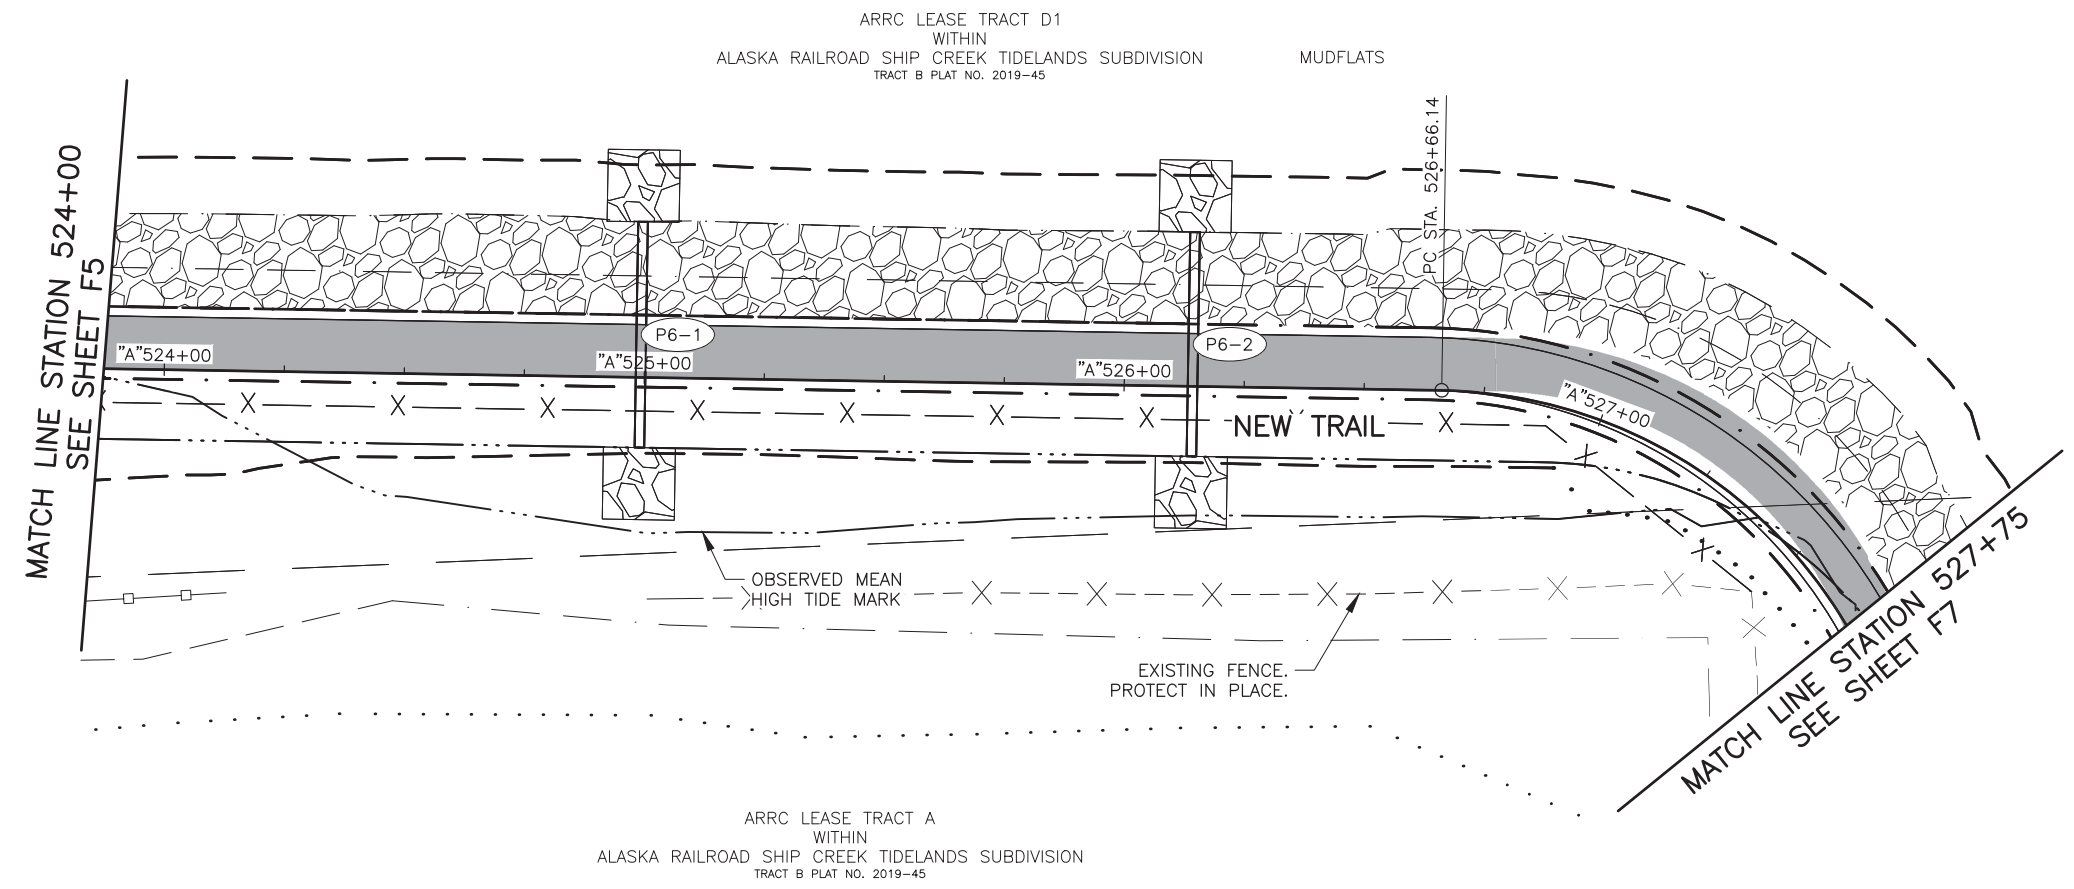 ARRC LEASE TRACT D1
WITHIN
ALASKA RAILROAD SHIP CREEK TIDELANDS SUBDIVISION
TRACT B PLAT NO. 2019-45
MUDFLATS
PC STA. 526+66.14
MATCH LINE STATION 524+00
SEE SHEET F5
P6-1
P6-2
"A"524+00
"A"525+00
"A"526+00
"A"527+00
NEW TRAIL
OBSERVED MEAN
HIGH TIDE MARK
EXISTING FENCE.
PROTECT IN PLACE.
MATCH LINE STATION 527+75
SEE SHEET F7
ARRC LEASE TRACT A
WITHIN
ALASKA RAILROAD SHIP CREEK TIDELANDS SUBDIVISION
TRACT B PLAT NO. 2019-45